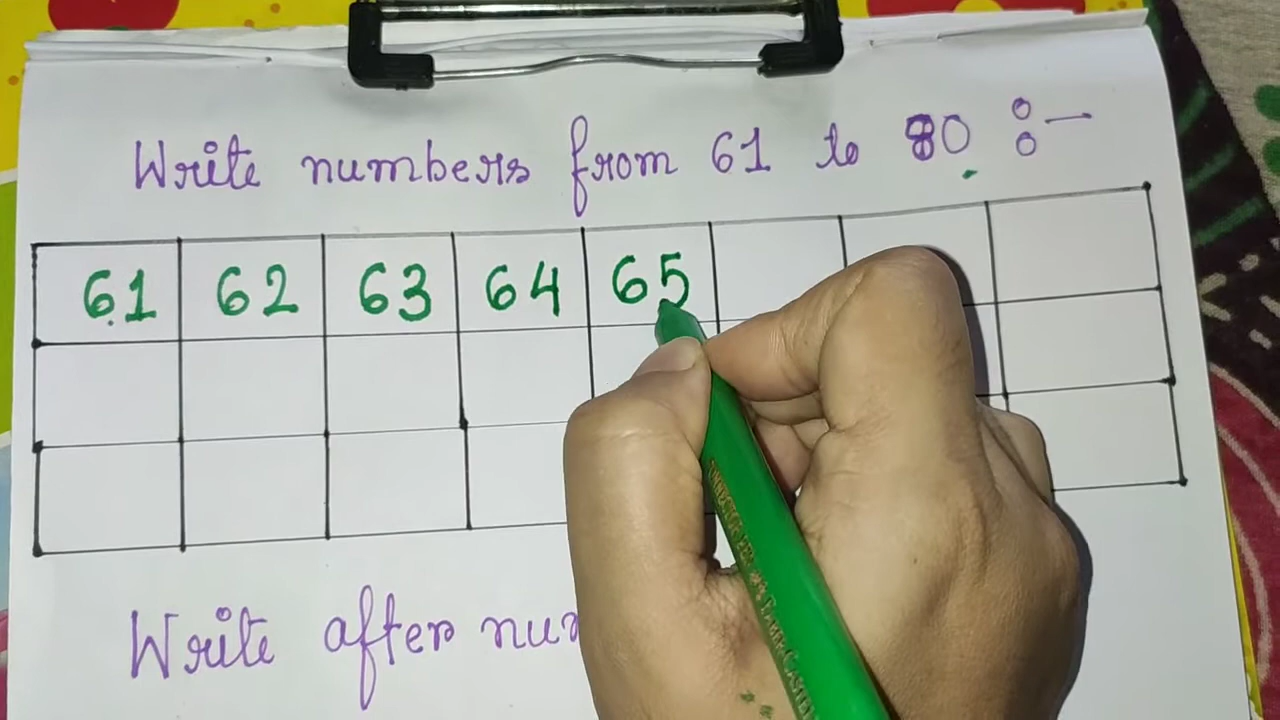 Write numbers from 61 to 80 :-
61 62 63 64 65
Write after